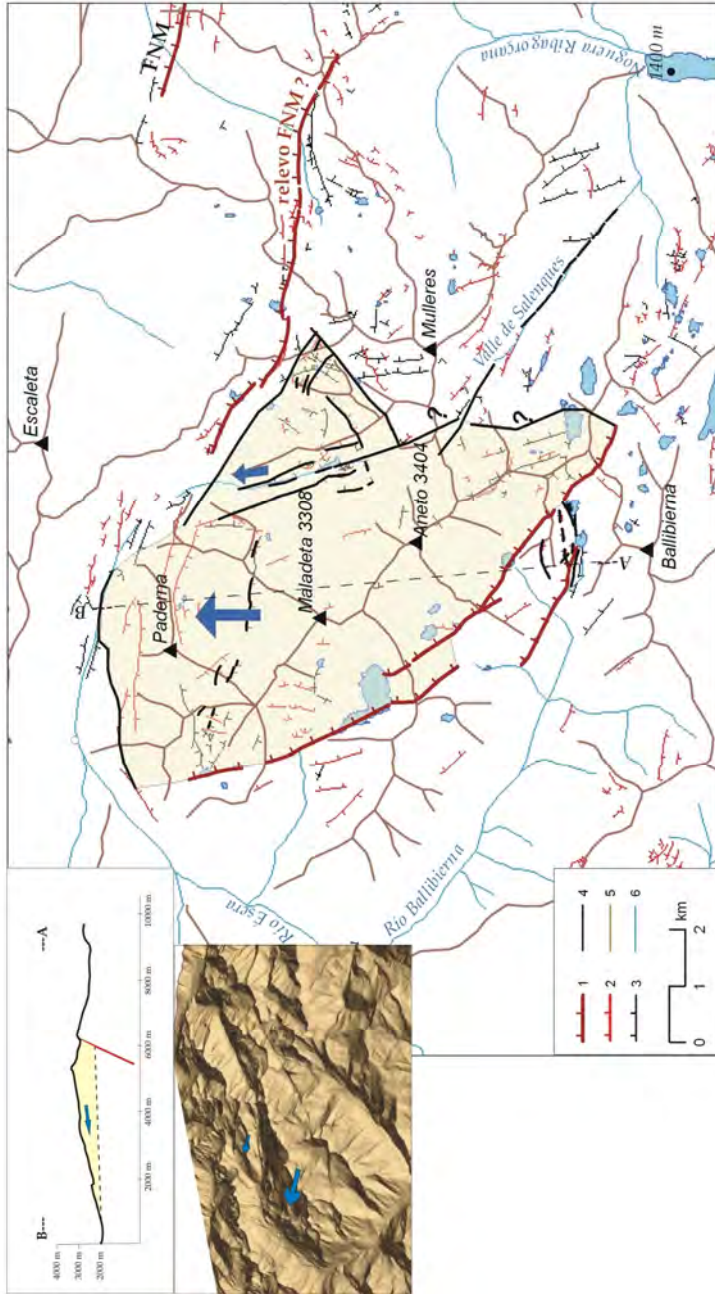 B---
---A
4000 m
3000 m
2000 m
2000 m
4000 m
6000 m
8000 m
10000 m
FNM
relevo FNM ?
Escaleta
B
Paderna
Maladeta 3308
Aneto 3404
?
?
Mulleres
Valle de Salenques
Noguera Ribagorçana
1400 m
Ballibierna
---A
Río Ésera
Río Ballibierna
1
2
3
4
5
6
0
1
2
km